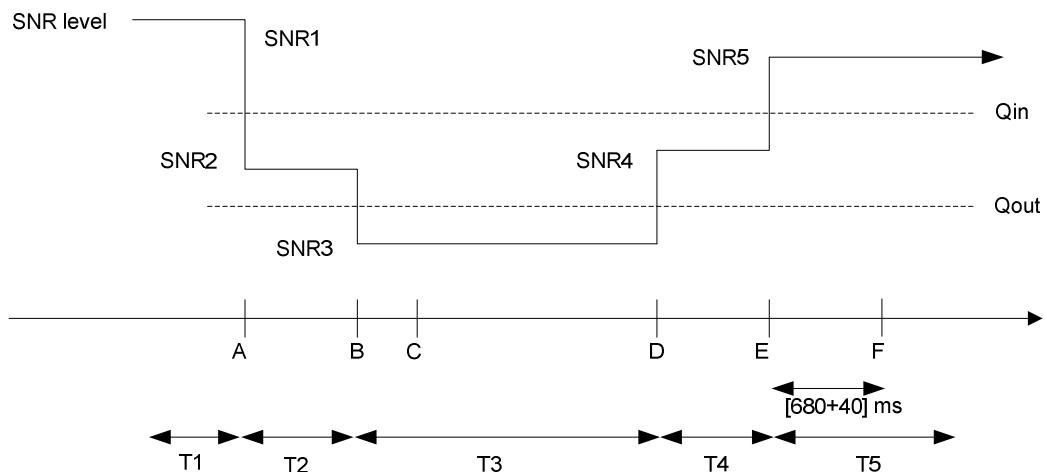 SNR level
SNR1
SNR5
Qin
SNR2
SNR4
Qout
SNR3
A
B
C
D
E
F
[680+40] ms
T1
T2
T3
T4
T5